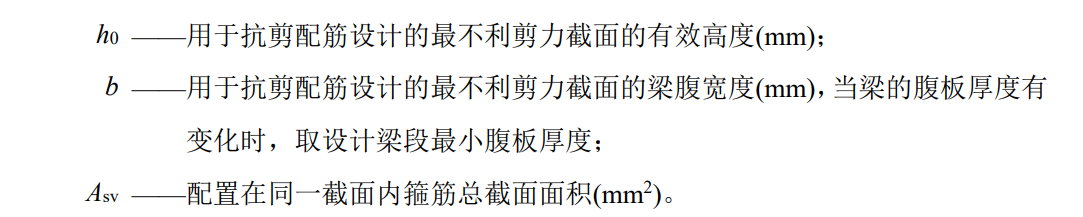 h0 ——用于抗剪配筋设计的最不利剪力截面的有效高度(mm);
b ——用于抗剪配筋设计的最不利剪力截面的梁腹宽度(mm),当梁的腹板厚度有
变化时，取设计梁段最小腹板厚度；
Asv ——配置在同一截面内箍筋总截面面积(mm²)。